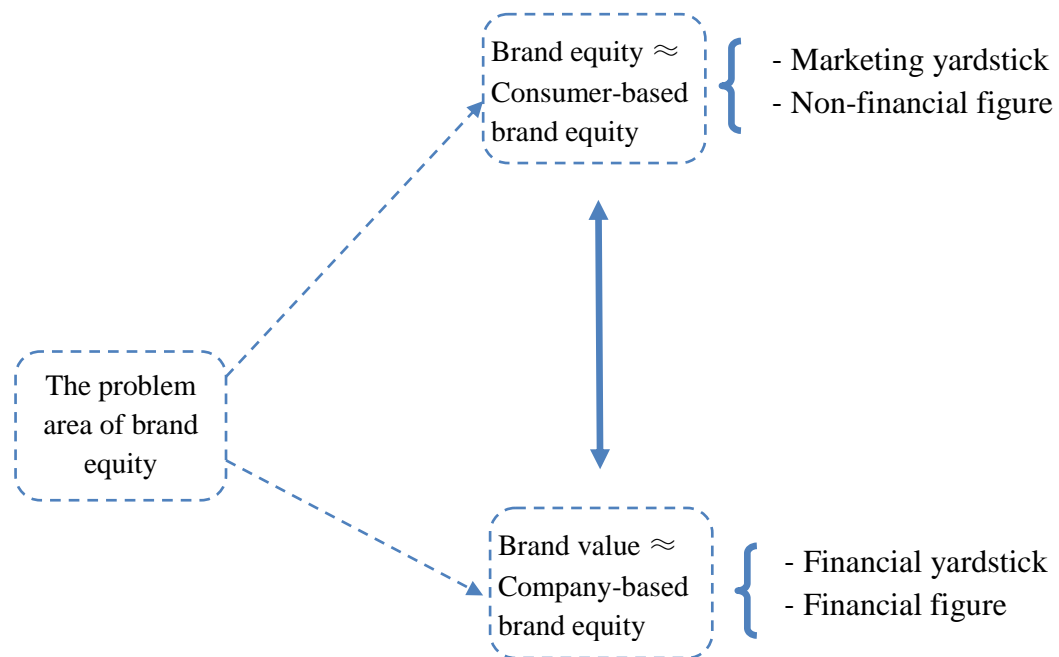 Brand equity ≈
Consumer-based
brand equity
- Marketing yardstick
- Non-financial figure
The problem
area of brand
equity
Brand value ≈
Company-based
brand equity
- Financial yardstick
- Financial figure